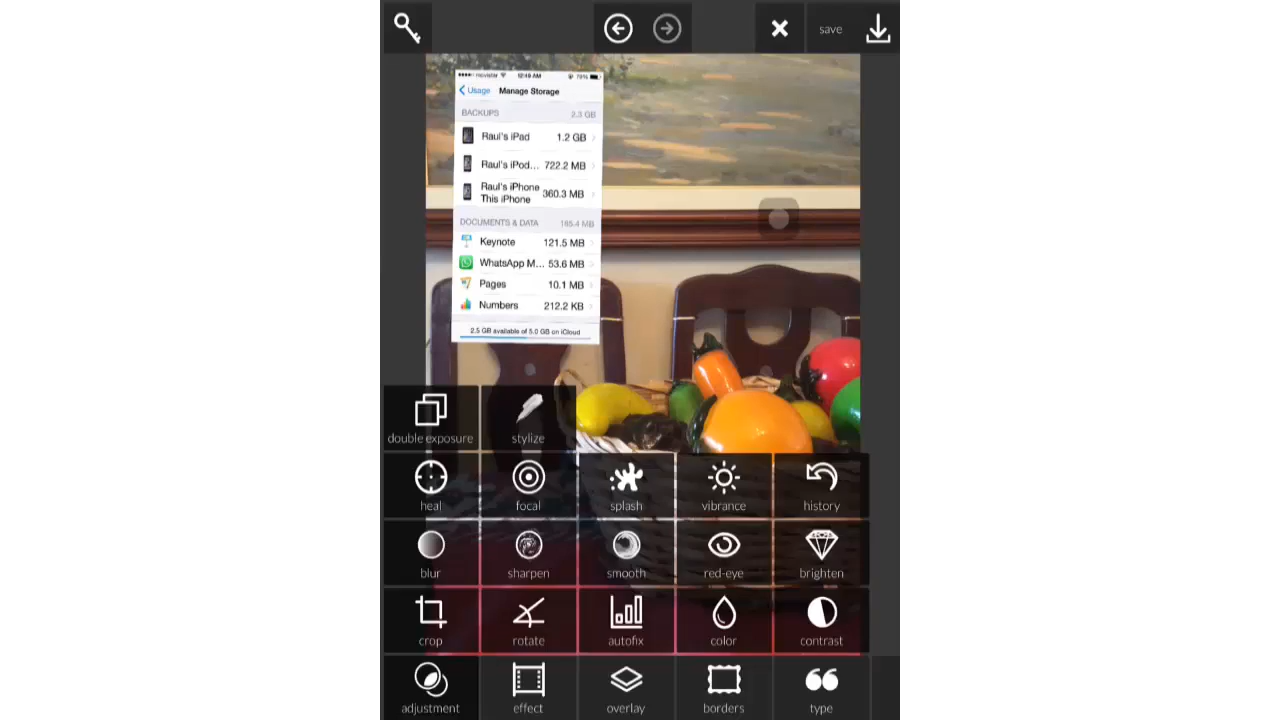 save
movistar 12:49 AM 78%
Usage Manage Storage
BACKUPS 2.3 GB
Raul's iPad 1.2 GB
Raul's iPod... 722.2 MB
Raul's iPhone
This iPhone 360.3 MB
DOCUMENTS & DATA 185.4 MB
Keynote 121.5 MB
WhatsApp M... 53.6 MB
Pages 10.1 MB
Numbers 212.2 KB
2.5 GB available of 5.0 GB on iCloud
double exposure stylize
heal focal splash vibrance history
blur sharpen smooth red-eye brighten
crop rotate autofix color contrast
adjustment effect overlay borders type